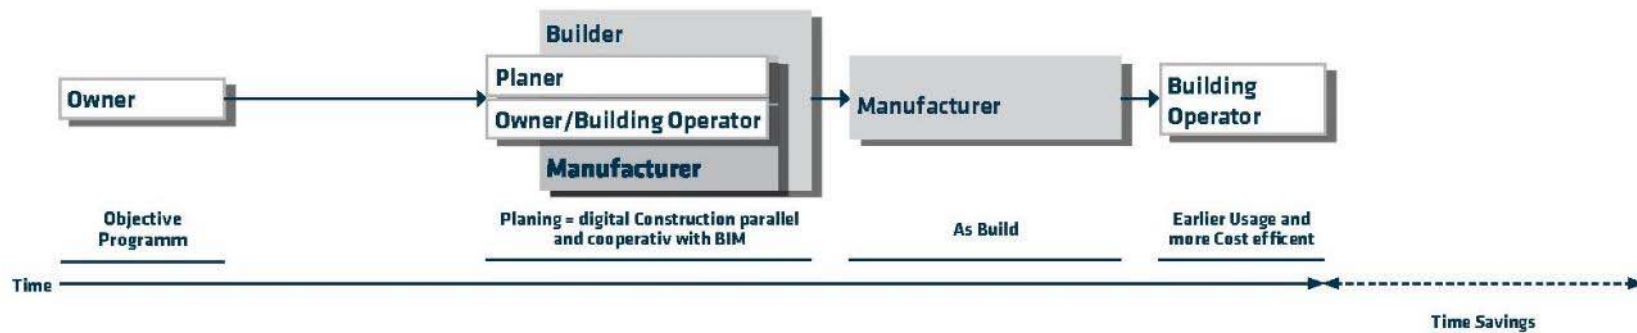 Builder
Planer
Owner
Owner/Building Operator
Manufacturer
Manufacturer
Building
Operator
Objective
Programm
Planing = digital Construction parallel
and cooperativ with BIM
As Build
Earlier Usage and
more Cost efficent
Time
Time Savings